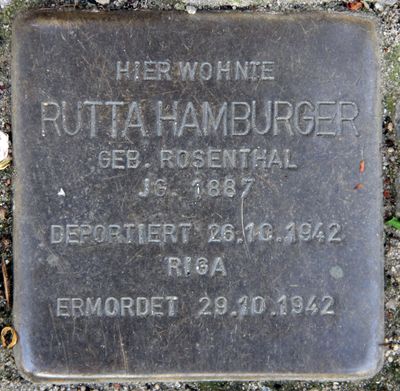 HIER WOHNTE
RUTTA HAMBURGER
GEB. ROSENTHAL
JG. 1887
DEPORTIERT 26.10.1942
RIGA
ERMORDET 29.10.1942